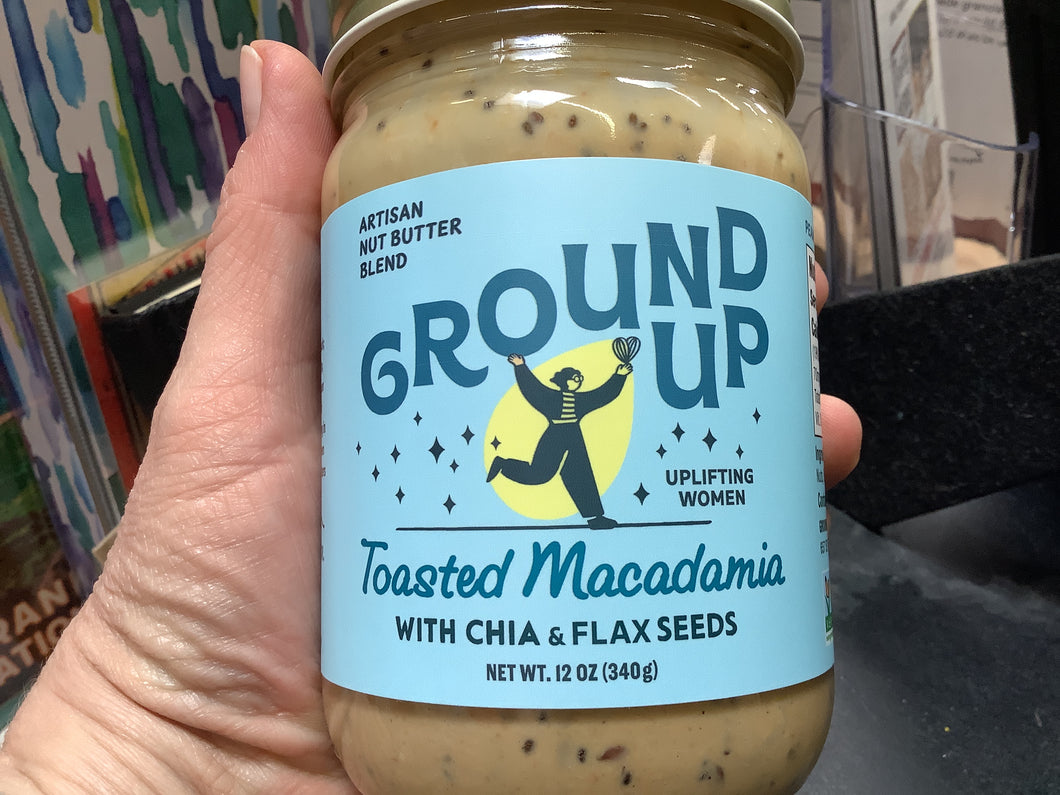 ARTISAN
NUT BUTTER
BLEND
GROUND
UP
UPLIFTING
WOMEN
Toasted Macadamia
WITH CHIA & FLAX SEEDS
NET WT. 12 OZ (340g)